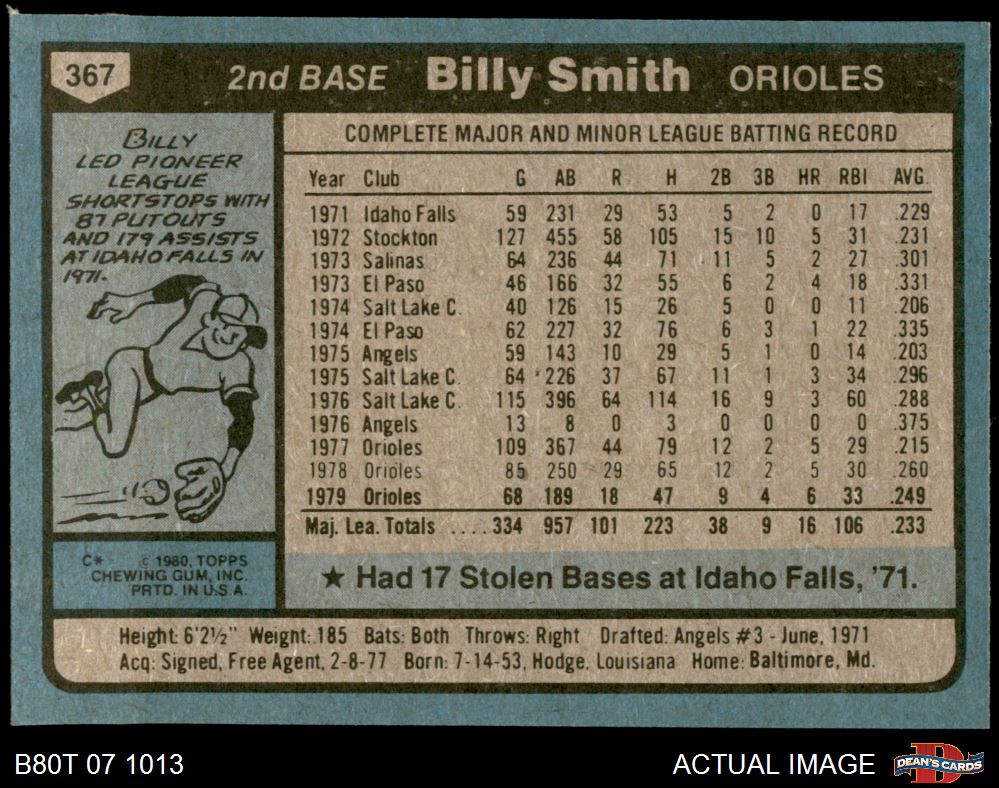 367 2nd BASE Billy Smith ORIOLES
BILLY
LED PIONEER
LEAGUE
SHORTSTOPS WITH
87 PUTOUTS
AND 179 ASSISTS
AT IDAHO FALLS IN
1971.
COMPLETE MAJOR AND MINOR LEAGUE BATTING RECORD
Year Club G AB R H 2B 3B HR RBI AVG.
1971 Idaho Falls 59 231 29 53 5 2 0 17 .229
1972 Stockton 127 455 58 105 15 10 5 31 .231
1973 Salinas 64 236 44 71 11 5 2 27 .301
1973 El Paso 46 166 32 55 6 2 4 18 .331
1974 Salt Lake C. 40 126 15 26 5 0 0 11 .206
1974 El Paso 62 227 32 76 6 3 1 22 .335
1975 Angels 59 143 10 29 5 1 0 14 .203
1975 Salt Lake C. 64 226 37 67 11 1 3 34 .296
1976 Salt Lake C. 115 396 64 114 16 9 3 60 .288
1976 Angels 13 8 0 3 0 0 0 0 .375
1977 Orioles 109 367 44 79 12 2 5 29 .215
1978 Orioles 85 250 29 65 12 2 5 30 .260
1979 Orioles 68 189 18 47 9 4 6 33 .249
Maj. Lea. Totals ....334 957 101 223 38 9 16 106 .233
C* © 1980, TOPPS
CHEWING GUM, INC.
PRTD. IN U.S.A.
★ Had 17 Stolen Bases at Idaho Falls, '71.
Height: 6'2½" Weight: 185 Bats: Both Throws: Right Drafted: Angels #3 - June, 1971
Acq: Signed, Free Agent, 2-8-77 Born: 7-14-53, Hodge, Louisiana Home: Baltimore, Md.
B80T 07 1013 ACTUAL IMAGE DEAN'S CARDS